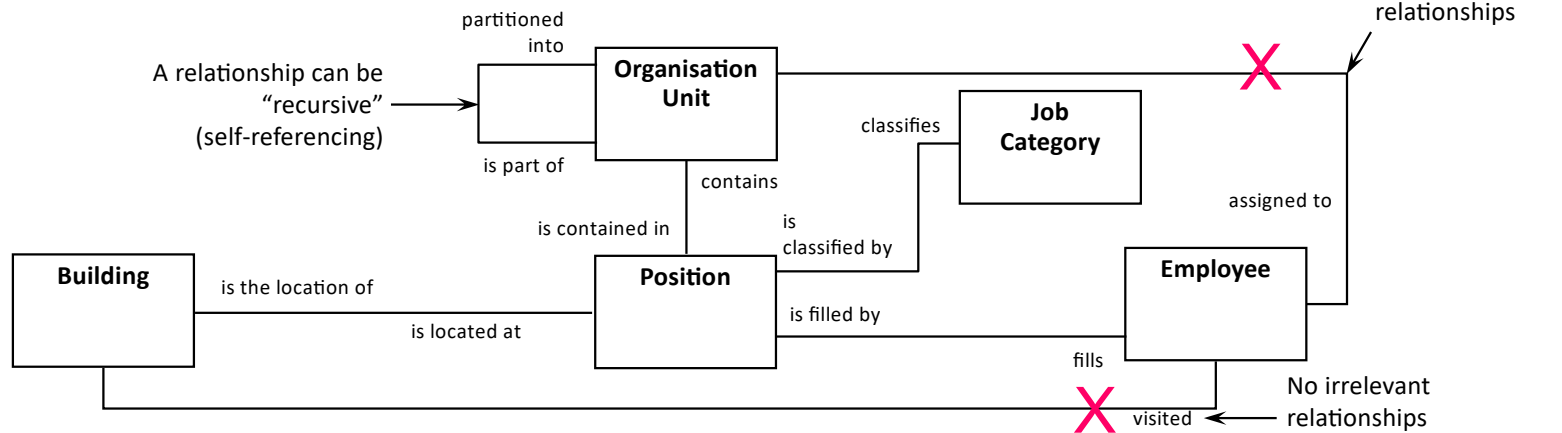 relationships
partitioned
into
A relationship can be
“recursive”
(self-referencing)
Organisation
Unit
Job
Category
classifies
is part of
contains
assigned to
is contained in
is
classified by
Building
is the location of
is located at
Position
Employee
is filled by
fills
X
X
visited
No irrelevant
relationships